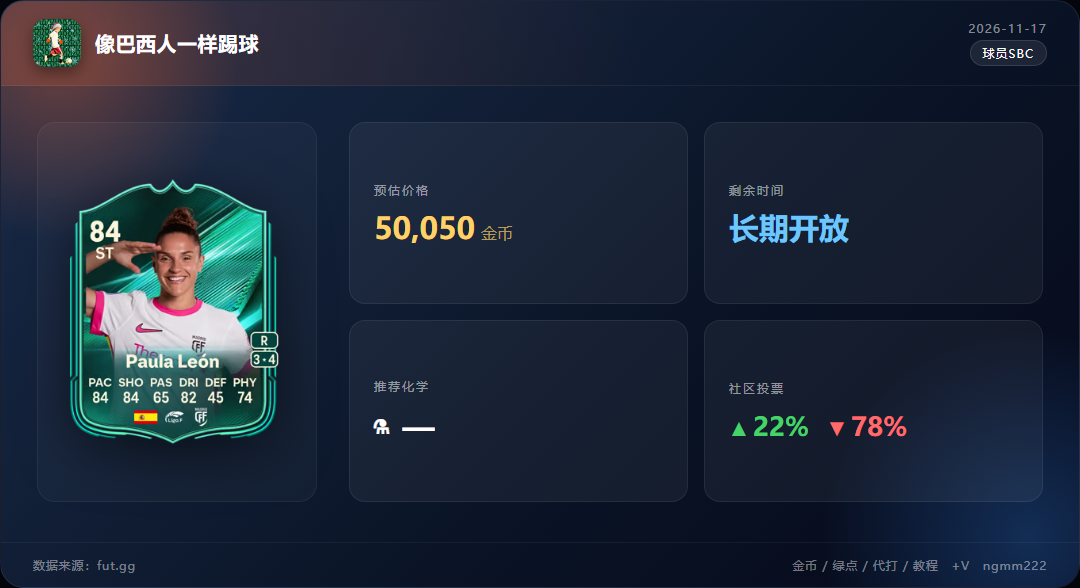 像巴西人一样踢球
2026-11-17
球员SBC
84
ST
R
3·4
Paula León
PAC SHO PAS DRI DEF PHY
84 84 65 82 45 74
Liga F
预估价格
50,050 金币
剩余时间
长期开放
推荐化学
—
社区投票
▲22% ▼78%
数据来源：fut.gg
金币 / 绿点 / 代打 / 教程 +V ngmm222